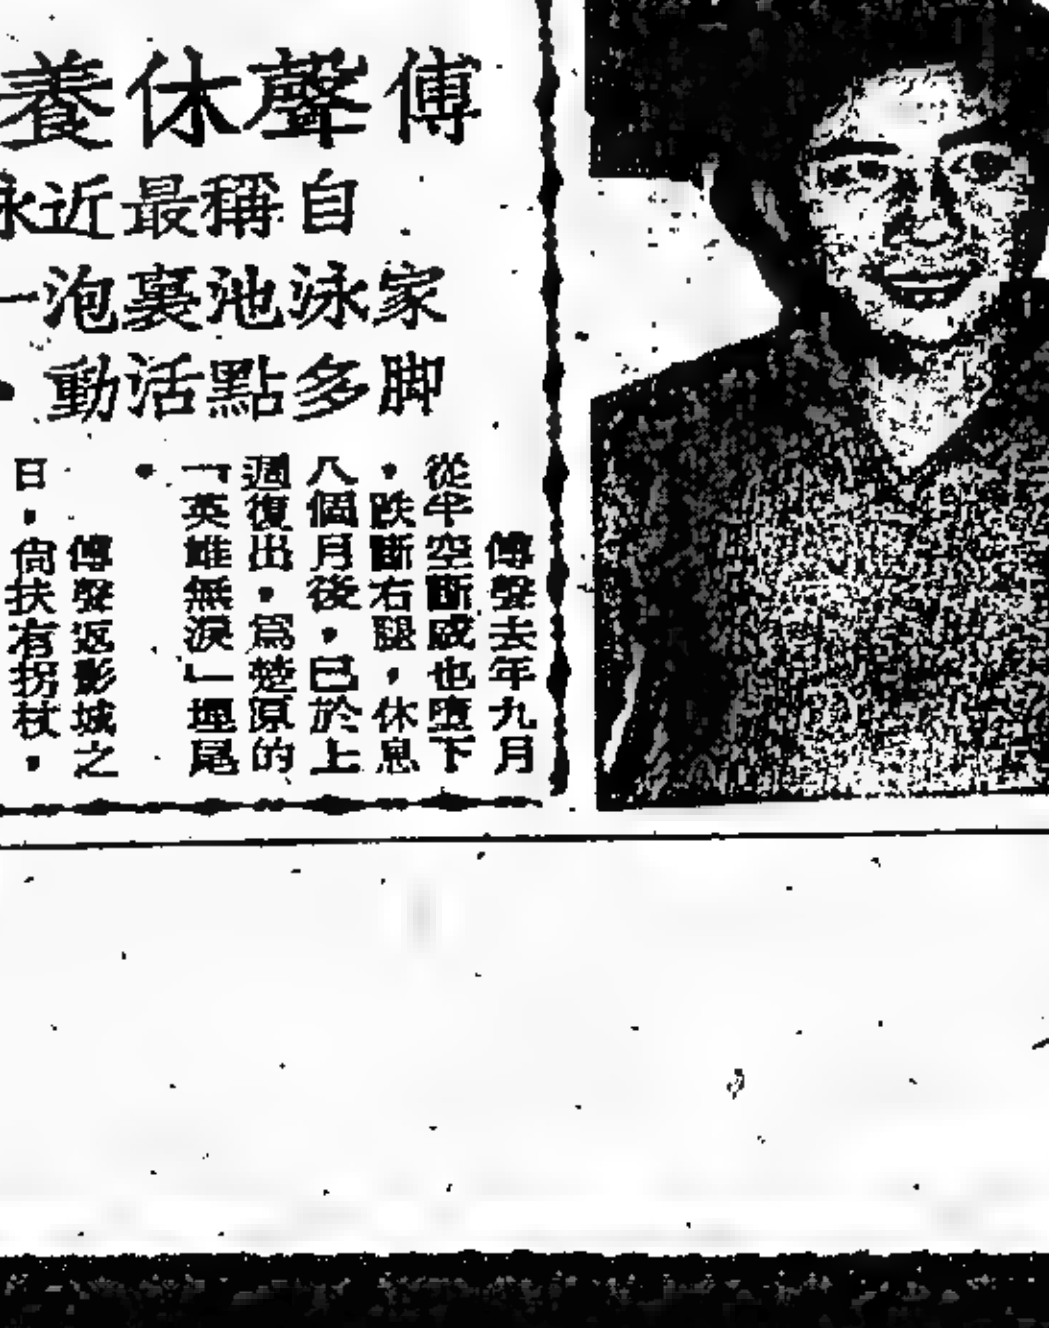 傅聲休養
自稱最近泳
家泳池裏泡一
脚多點活動・
傅聲去年九月
從半空斷威也墮下
・跌斷右腿，休息
八個月後，已於上
週復出，爲楚原的
「英雄無淚」埋尾
・
傅聲返影城之
日，尙扶有拐杖，